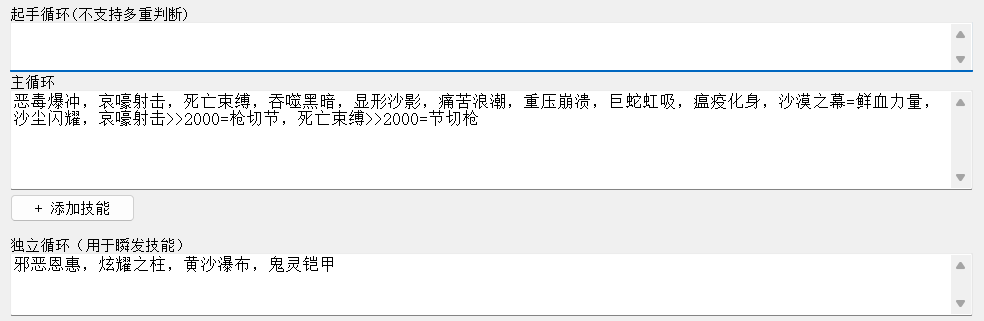 起手循环(不支持多重判断)
主循环
恶毒爆冲，哀嚎射击，死亡束缚，吞噬黑暗，显形沙影，痛苦浪潮，重压崩溃，巨蛇虹吸，瘟疫化身，沙漠之幕=鲜血力量，
沙尘闪耀，哀嚎射击>>2000=枪切节，死亡束缚>>2000=节切枪
+ 添加技能
独立循环（用于瞬发技能）
邪恶恩惠，炫耀之柱，黄沙瀑布，鬼灵铠甲